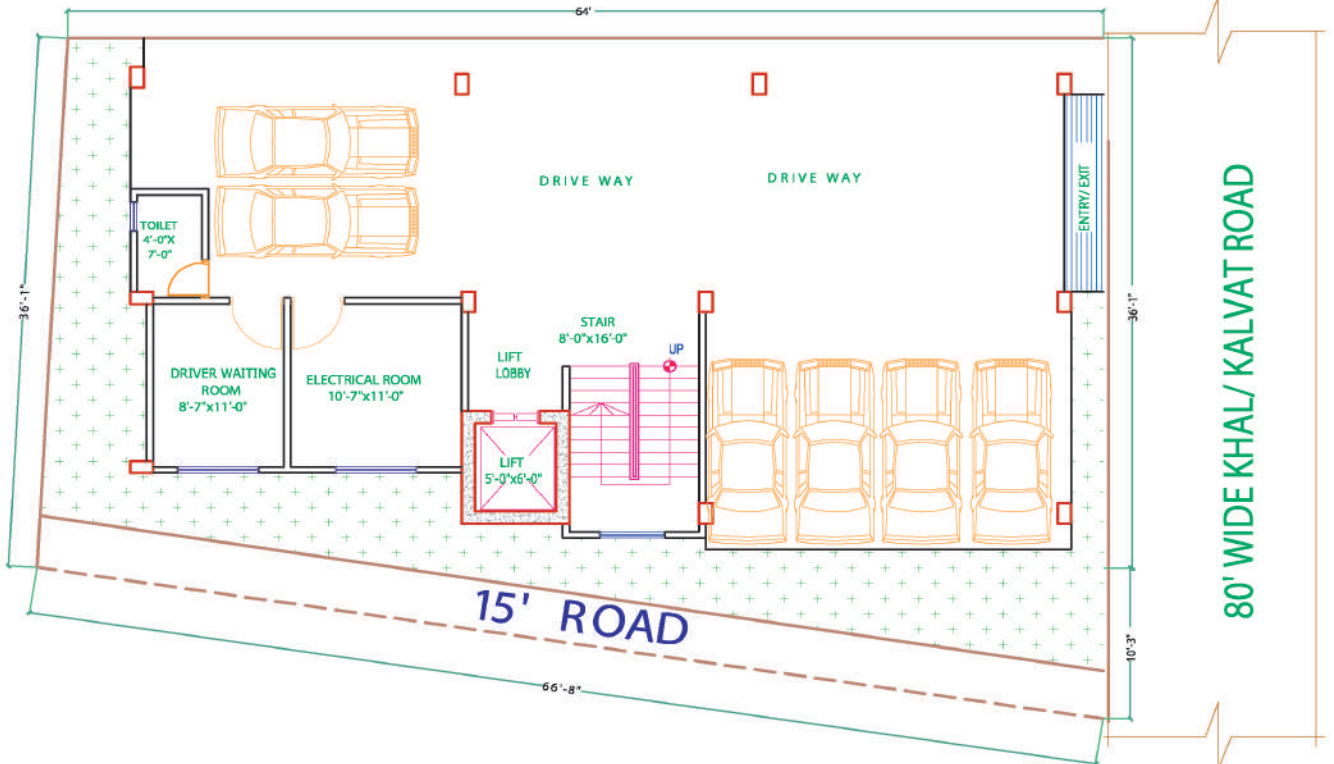 64'
DRIVE WAY
DRIVE WAY
ENTRY/ EXIT
TOILET
4'-0"X
7'-0"
36'-1"
36'-1"
80' WIDE KHAL/ KALVAT ROAD
STAIR
8'-0"x16'-0"
UP
LIFT
LOBBY
DRIVER WAITING
ROOM
8'-7"x11'-0"
ELECTRICAL ROOM
10'-7"x11'-0"
LIFT
5'-0"x6'-0"
15' ROAD
10'-3"
66'-8"